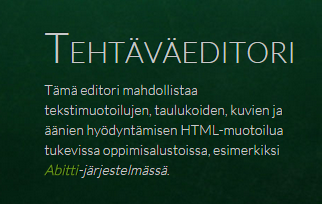 Tehtäväeditori
Tämä editori mahdollistaa
tekstimuotoilujen, taulukoiden, kuvien ja
äänien hyödyntämisen HTML-muotoilua
tukevissa oppimisalustoissa, esimerkiksi
Abitti-järjestelmässä.